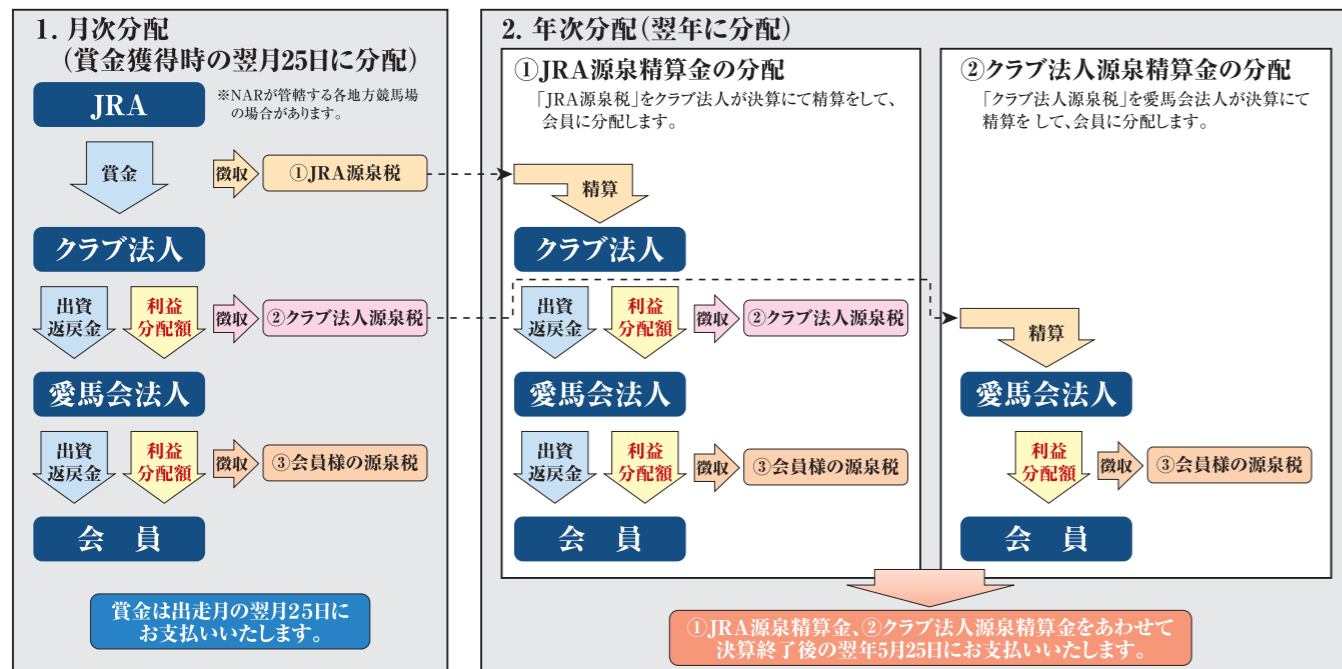 1. 月次分配
(賞金獲得時の翌月25日に分配)
JRA
※NARが管轄する各地方競馬場
の場合があります。
賞金
徴収
①JRA源泉税
クラブ法人
出資
返戻金
利益
分配額
徴収
②クラブ法人源泉税
愛馬会法人
出資
返戻金
利益
分配額
徴収
③会員様の源泉税
会 員
賞金は出走月の翌月25日に
お支払いいたします。
2. 年次分配(翌年に分配)
①JRA源泉精算金の分配
「JRA源泉税」をクラブ法人が決算にて精算をして、
会員に分配します。
精算
クラブ法人
出資
返戻金
利益
分配額
徴収
②クラブ法人源泉税
愛馬会法人
出資
返戻金
利益
分配額
徴収
③会員様の源泉税
会 員
②クラブ法人源泉精算金の分配
「クラブ法人源泉税」を愛馬会法人が決算にて
精算を して、会員に分配します。
精算
愛馬会法人
利益
分配額
徴収
③会員様の源泉税
会 員
①JRA源泉精算金、②クラブ法人源泉精算金をあわせて
決算終了後の翌年5月25日にお支払いいたします。